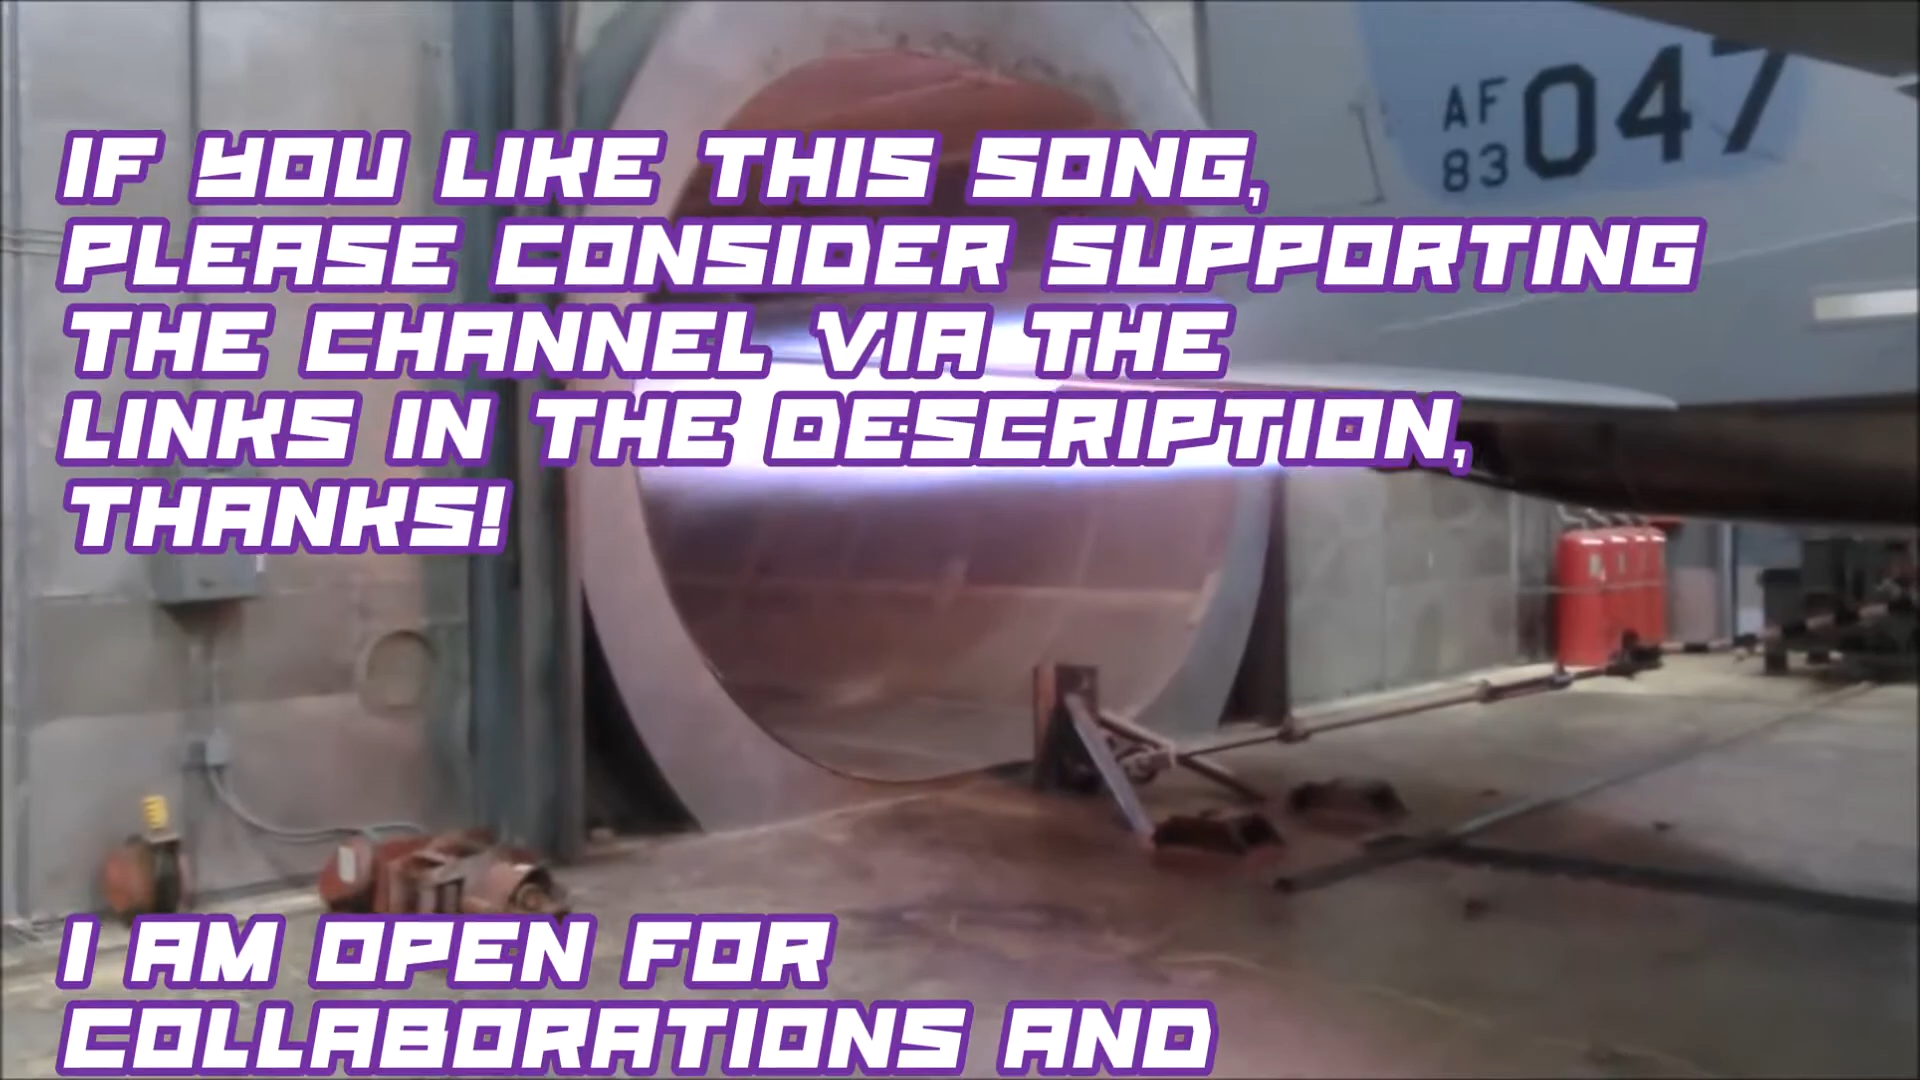 AF
83 047
IF YOU LIKE THIS SONG,
PLEASE CONSIDER SUPPORTING
THE CHANNEL VIA THE
LINKS IN THE DESCRIPTION,
THANKS!
I AM OPEN FOR
COLLABORATIONS AND